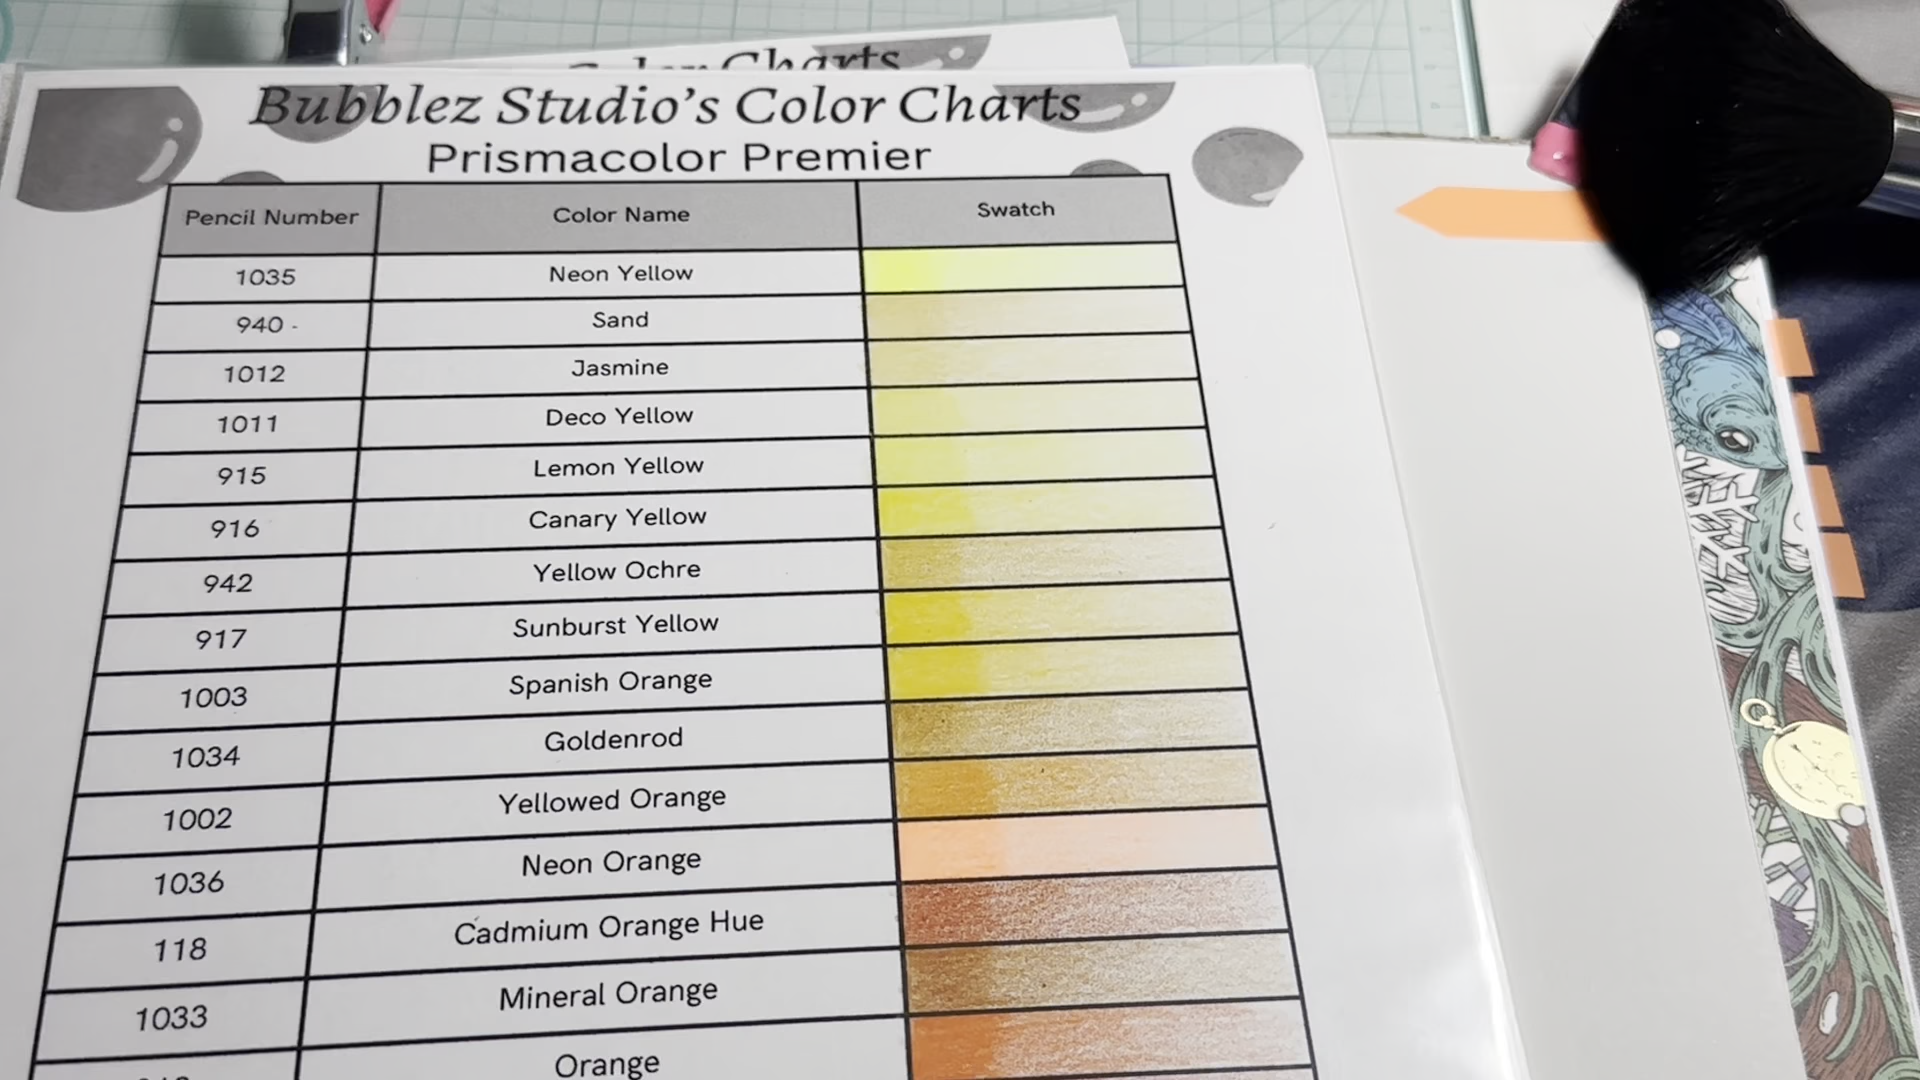 Color Charts
Bubblez Studio's Color Charts
Prismacolor Premier
Pencil Number Color Name Swatch
1035 Neon Yellow
940 - Sand
1012 Jasmine
1011 Deco Yellow
915 Lemon Yellow
916 Canary Yellow
942 Yellow Ochre
917 Sunburst Yellow
1003 Spanish Orange
1034 Goldenrod
1002 Yellowed Orange
1036 Neon Orange
118 Cadmium Orange Hue
1033 Mineral Orange
Orange